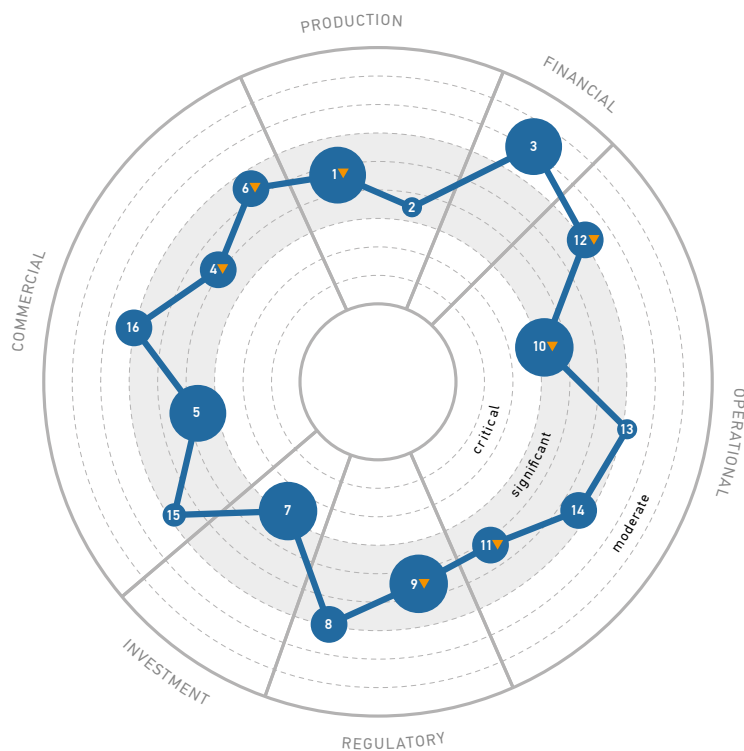 PRODUCTION
FINANCIAL
3
1
6
2
12
COMMERCIAL
4
16
10
5
critical
13
OPERATIONAL
significant
7
15
14
moderate
11
9
8
INVESTMENT
REGULATORY